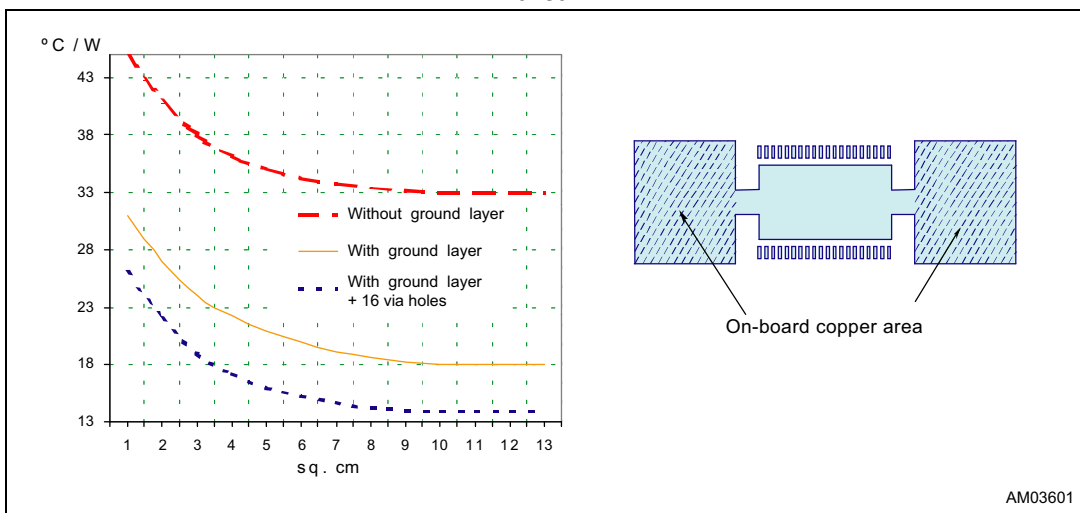 º C / W
43
38
33
28
23
18
13
1 2 3 4 5 6 7 8 9 10 11 12 13
sq. cm
Without ground layer
With ground layer
With ground layer
+ 16 via holes
On-board copper area
AM03601